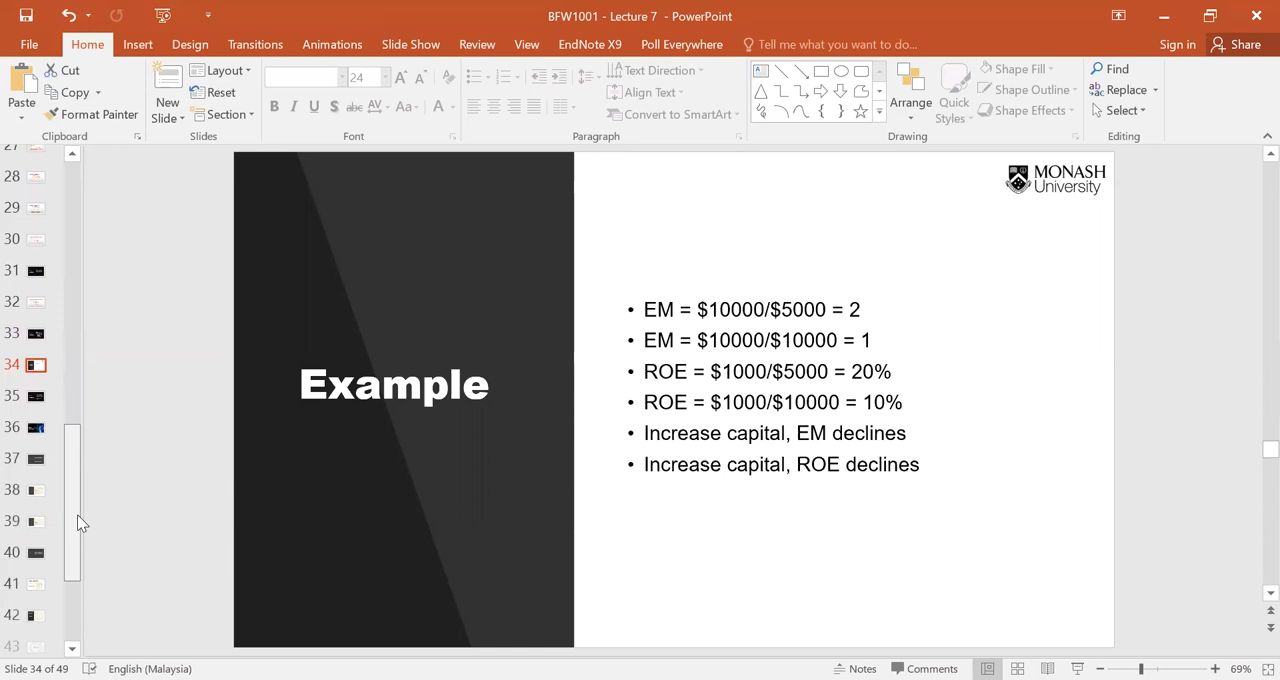 BFW1001 - Lecture 7 - PowerPoint
File Home Insert Design Transitions Animations Slide Show Review View EndNote X9 Poll Everywhere Tell me what you want to do... Sign in Share
Paste
Cut
Copy
Format Painter
Clipboard
New Slide
Layout
Reset
Section
Slides
24
B I U S abc AV Aa A
Font
Text Direction
Align Text
Convert to SmartArt
Paragraph
Arrange
Quick Styles
Shape Fill
Shape Outline
Shape Effects
Drawing
Find
Replace
Select
Editing
27
28
29
30
31
32
33
34
35
36
37
38
39
40
41
42
43
MONASH
University
Example
• EM = $10000/$5000 = 2
• EM = $10000/$10000 = 1
• ROE = $1000/$5000 = 20%
• ROE = $1000/$10000 = 10%
• Increase capital, EM declines
• Increase capital, ROE declines
Slide 34 of 49 English (Malaysia) Notes Comments 69%